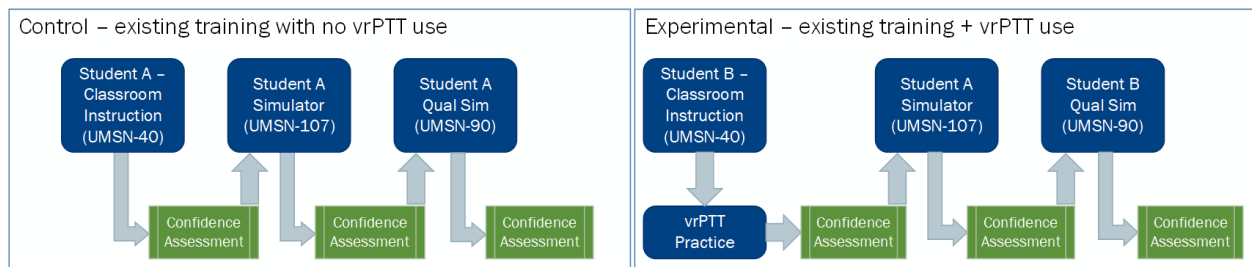 Control – existing training with no vrPTT use
Student A –
Classroom
Instruction
(UMSN-40)
Student A
Simulator
(UMSN-107)
Student A
Qual Sim
(UMSN-90)
Confidence
Assessment
Confidence
Assessment
Confidence
Assessment
Experimental – existing training + vrPTT use
Student B –
Classroom
Instruction
(UMSN-40)
Student A
Simulator
(UMSN-107)
Student B
Qual Sim
(UMSN-90)
vrPTT
Practice
Confidence
Assessment
Confidence
Assessment
Confidence
Assessment